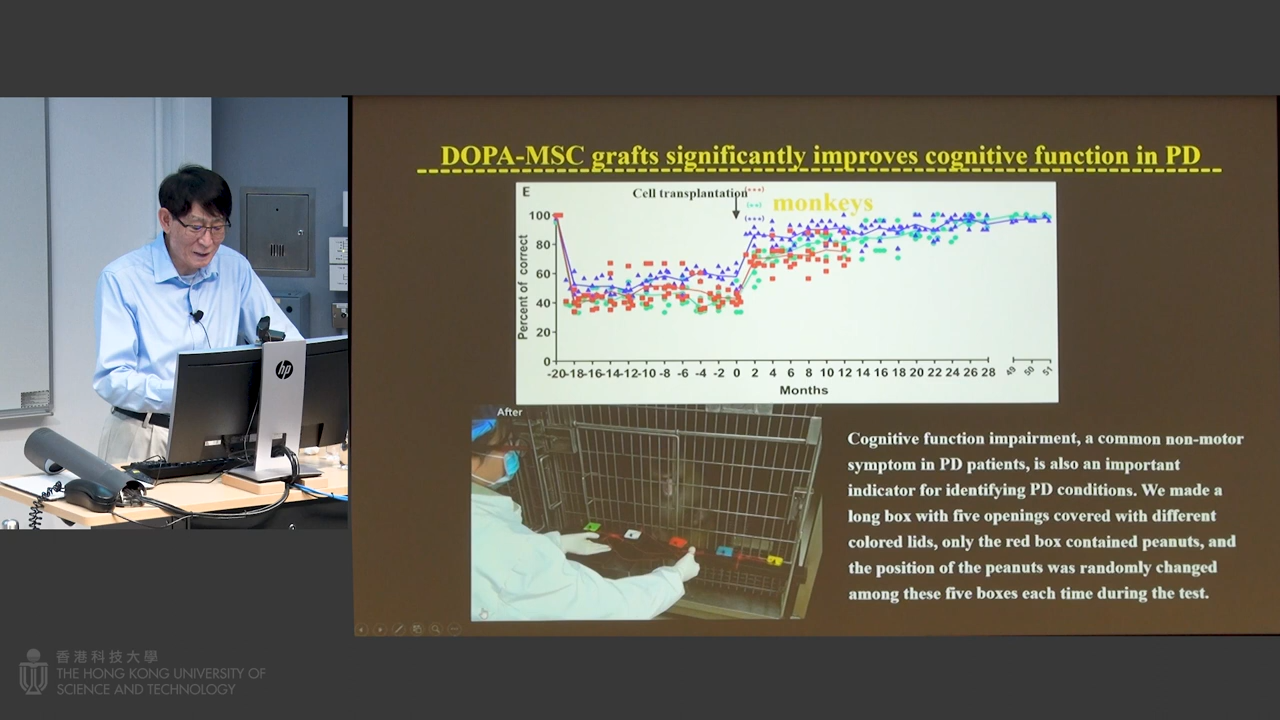 DOPA-MSC grafts significantly improves cognitive function in PD
monkeys
E
Cell transplantation
(***)
(**)
(***)
Percent of correct
100
80
60
40
20
0
-20 -18 -16 -14 -12 -10 -8 -6 -4 -2 0 2 4 6 8 10 12 14 16 18 20 22 24 26 28 49 50 51
Months
After
Cognitive function impairment, a common non-motor
symptom in PD patients, is also an important
indicator for identifying PD conditions. We made a
long box with five openings covered with different
colored lids, only the red box contained peanuts, and
the position of the peanuts was randomly changed
among these five boxes each time during the test.
hp
香港科技大學
THE HONG KONG UNIVERSITY OF
SCIENCE AND TECHNOLOGY